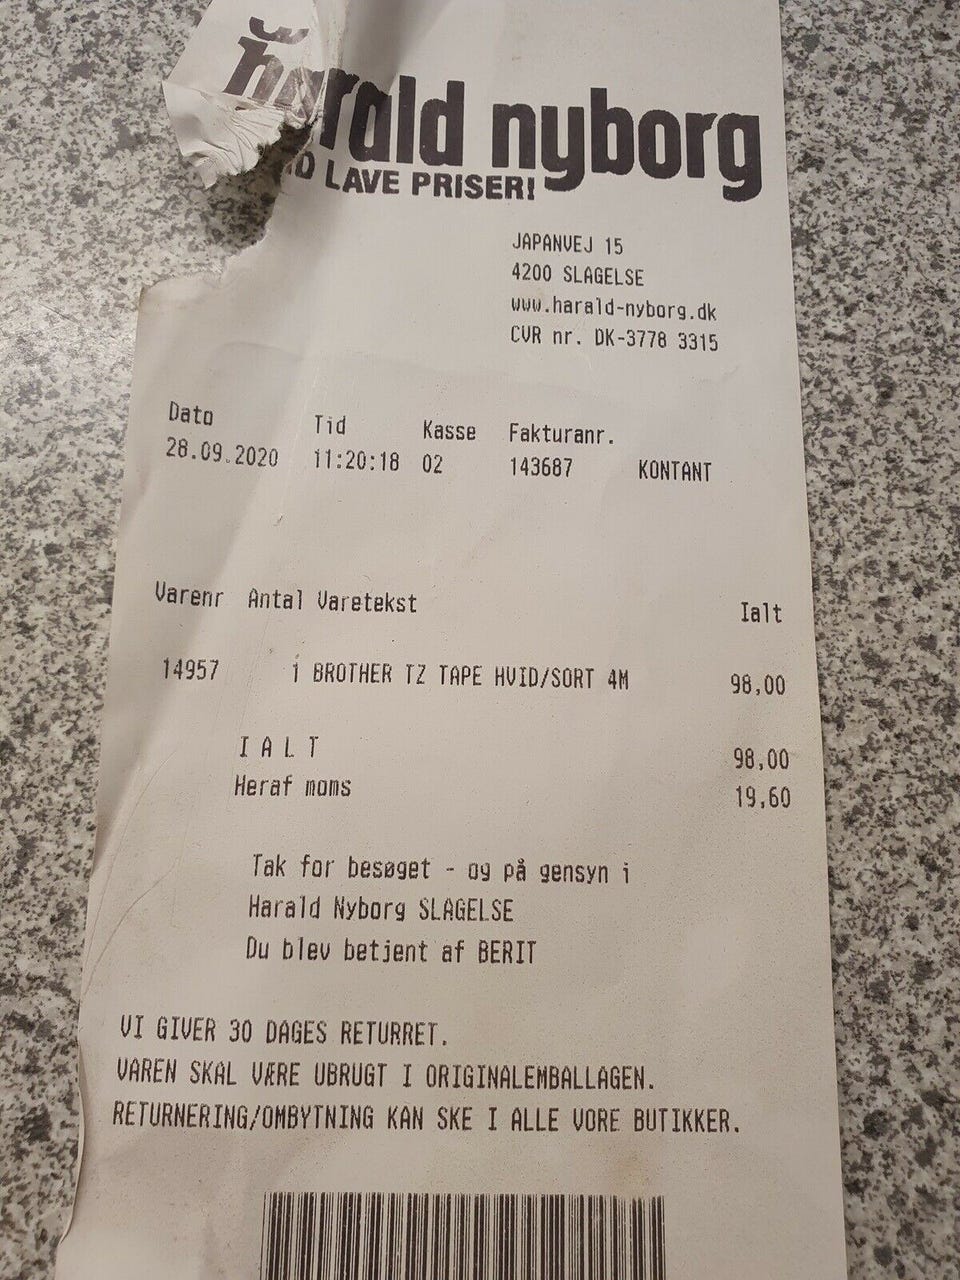 harald nyborg
LAVE PRISER!
JAPANVEJ 15
4200 SLAGELSE
www.harald-nyborg.dk
CVR nr. DK-3778 3315
Dato Tid Kasse Fakturanr.
28.09.2020 11:20:18 02 143687 KONTANT
Varenr Antal Varetekst Ialt
14957 1 BROTHER TZ TAPE HVID/SORT 4M 98,00
I A L T 98,00
Heraf moms 19,60
Tak for besøget - og på gensyn i
Harald Nyborg SLAGELSE
Du blev betjent af BERIT
VI GIVER 30 DAGES RETURRET.
VAREN SKAL VÆRE UBRUGT I ORIGINALEMBALLAGEN.
RETURNERING/OMBYTNING KAN SKE I ALLE VORE BUTIKKER.